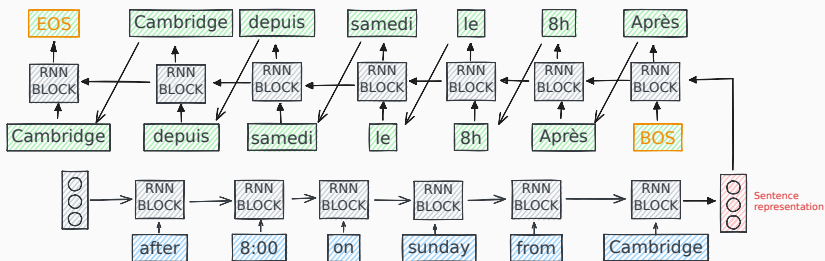 EOS Cambridge depuis samedi le 8h Après
RNN BLOCK RNN BLOCK RNN BLOCK RNN BLOCK RNN BLOCK RNN BLOCK RNN BLOCK
Cambridge depuis samedi le 8h Après BOS
RNN BLOCK RNN BLOCK RNN BLOCK RNN BLOCK RNN BLOCK RNN BLOCK
Sentence
representation
after 8:00 on sunday from Cambridge